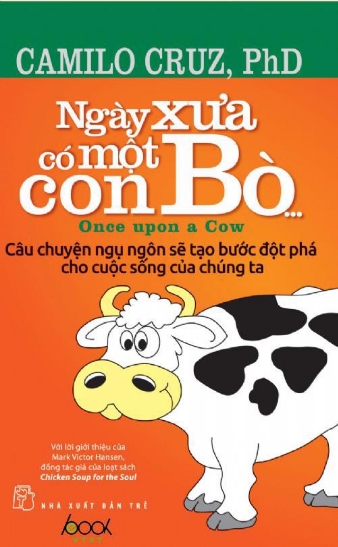 CAMILO CRUZ, PhD
Ngày xưa
có một
con Bò...
Once upon a Cow
Câu chuyện ngụ ngôn sẽ tạo bước đột phá
cho cuộc sống của chúng ta
Với lời giới thiệu của
Mark Victor Hansen,
đồng tác giả của loạt sách
Chicken Soup for the Soul
NHÀ XUẤT BẢN TRẺ
book